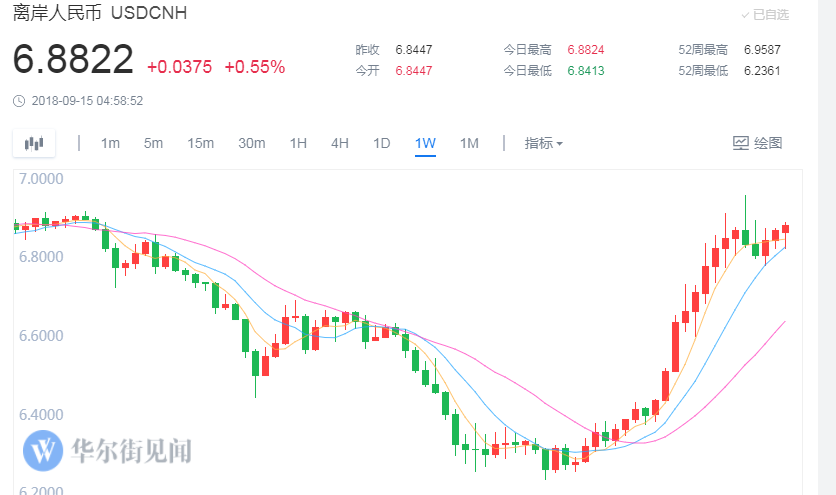 离岸人民币 USDCNH
✓已自选
6.8822 +0.0375 +0.55%
昨收 6.8447 今日最高 6.8824 52周最高 6.9587
今开 6.8447 今日最低 6.8413 52周最低 6.2361
2018-09-15 04:58:52
1m 5m 15m 30m 1H 4H 1D 1W 1M 指标 绘图
7.0000
6.8000
6.6000
6.4000
华尔街见闻
6.2000